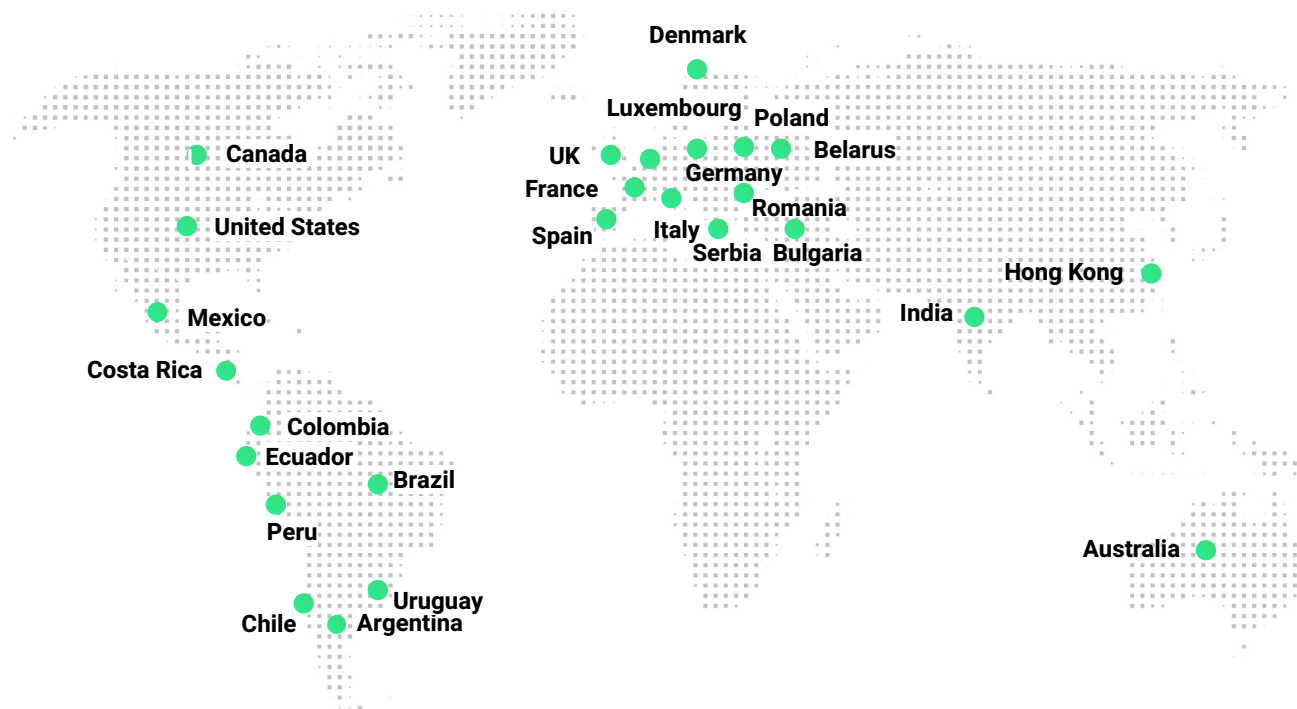 Denmark
Luxembourg
Poland
UK
Belarus
Canada
Germany
France
Romania
United States
Spain
Italy
Serbia
Bulgaria
Hong Kong
India
Mexico
Costa Rica
Colombia
Ecuador
Brazil
Peru
Australia
Uruguay
Chile
Argentina